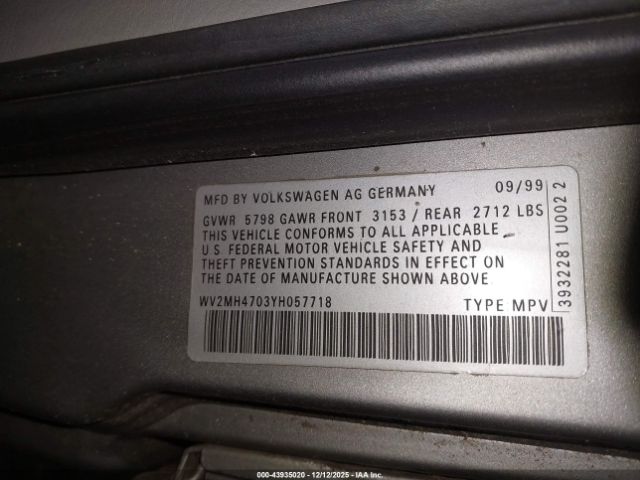 MFD BY VOLKSWAGEN AG GERMANY 09/99
GVWR 5798 GAWR FRONT 3153 / REAR 2712 LBS
THIS VEHICLE CONFORMS TO ALL APPLICABLE
U.S. FEDERAL MOTOR VEHICLE SAFETY AND
THEFT PREVENTION STANDARDS IN EFFECT ON
THE DATE OF MANUFACTURE SHOWN ABOVE.
WV2MH4703YH057718 TYPE MPV
3932281 U002 2
000-43935020 - 12/12/2025 - IAA Inc.